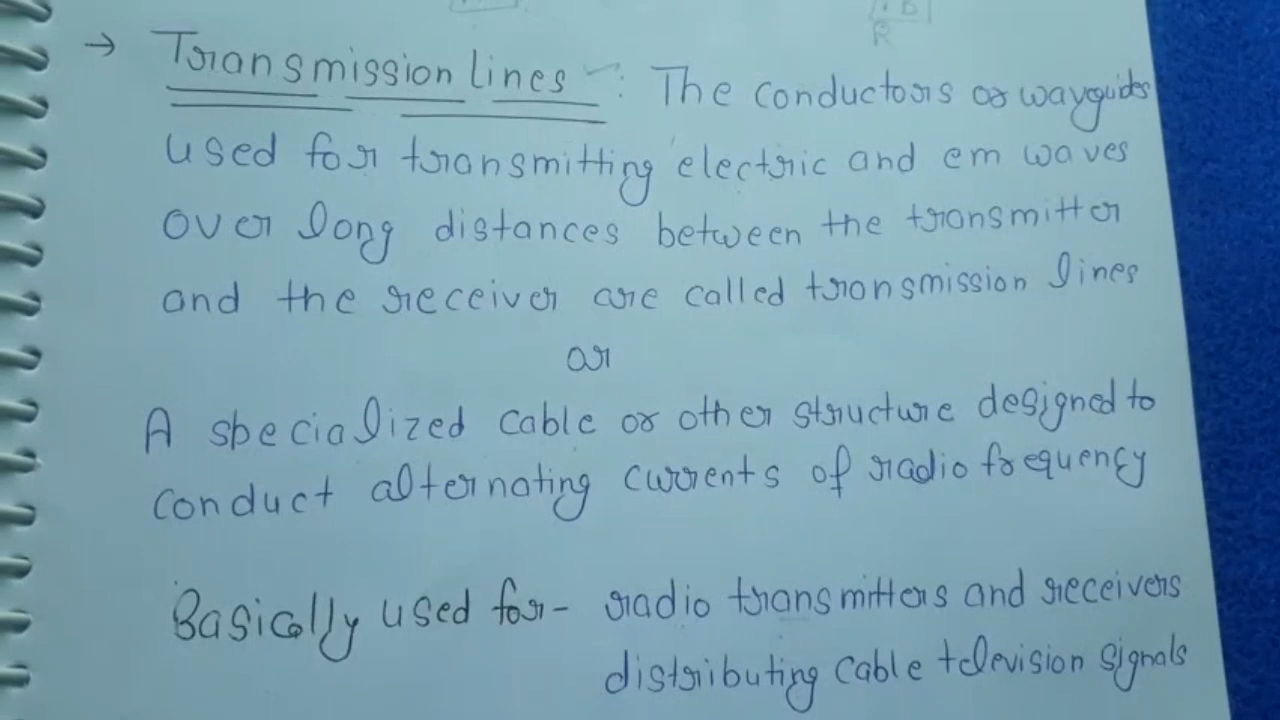 → Transmission lines : The conductors or waveguides
used for transmitting electric and em waves
over long distances between the transmitter
and the receiver are called transmission lines
or
A specialized cable or other structure designed to
conduct alternating currents of radio frequency
Basically used for - radio transmitters and receivers
distributing cable television signals